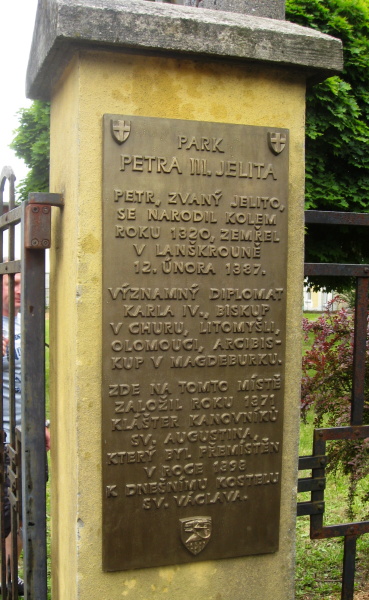 PARK
PETRA III. JELITA
PETR, ZVANÝ JELITO,
SE NARODIL KOLEM
ROKU 1320, ZEMŘEL
V LANŠKROUNĚ
12. ÚNORA 1387.
VÝZNAMNÝ DIPLOMAT
KARLA IV., BISKUP
V CHURU, LITOMYŠLI,
OLOMOUCI, ARCIBIS-
KUP V MAGDEBURKU.
ZDE NA TOMTO MÍSTĚ
ZALOŽIL ROKU 1371
KLÁŠTER KANOVNÍKŮ
SV. AUGUSTINA,
KTERÝ BYL PŘEMÍSTĚN
V ROCE 1393
K DNEŠNÍMU KOSTELU
SV. VÁCLAVA.